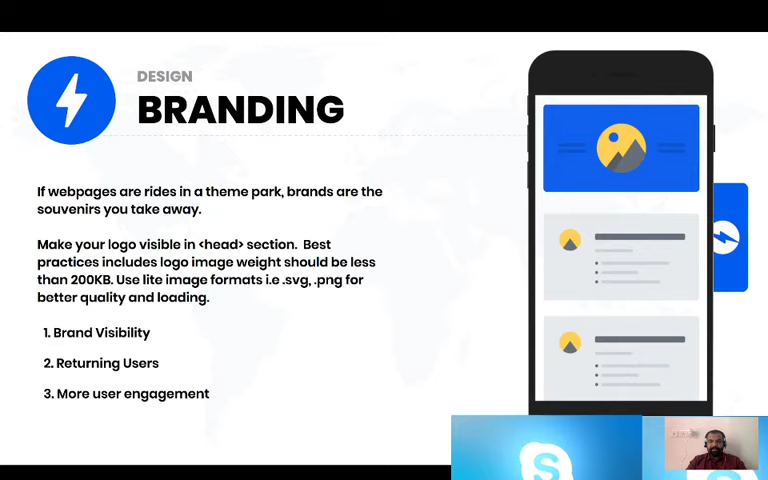 DESIGN
BRANDING
If webpages are rides in a theme park, brands are the
souvenirs you take away.
Make your logo visible in <head> section. Best
practices includes logo image weight should be less
than 200KB. Use lite image formats i.e .svg, .png for
better quality and loading.
1. Brand Visibility
2. Returning Users
3. More user engagement